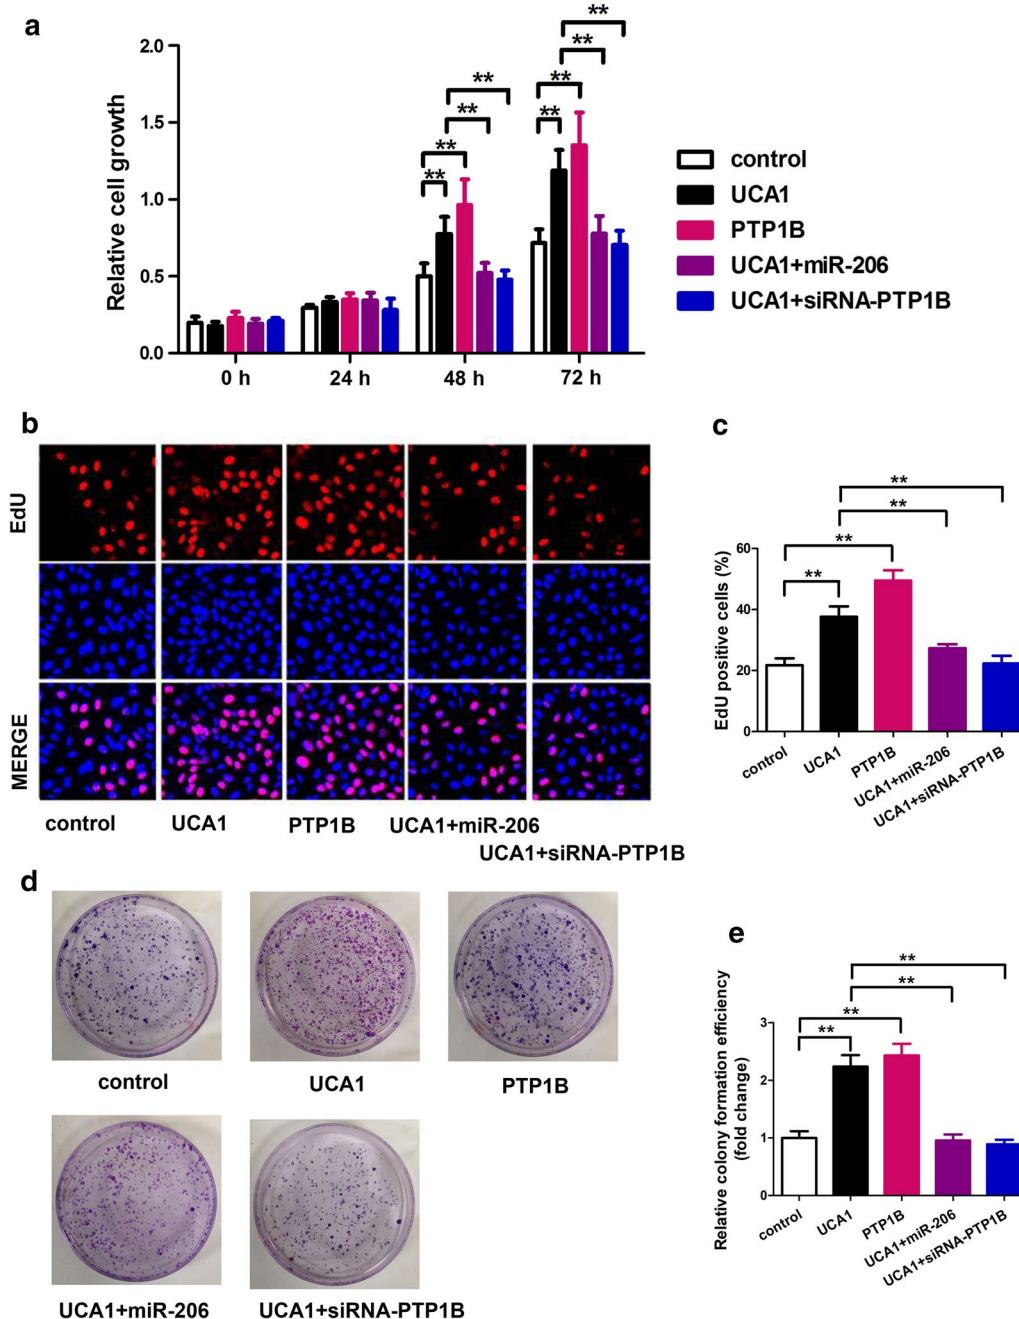 a
Relative cell growth
2.0
1.5
1.0
0.5
0.0
** ** ** **
** ** ** **
0 h 24 h 48 h 72 h
control
UCA1
PTP1B
UCA1+miR-206
UCA1+siRNA-PTP1B
b
EdU
MERGE
control UCA1 PTP1B UCA1+miR-206
UCA1+siRNA-PTP1B
c
EdU positive cells (%)
60
40
20
0
**
**
**
**
control
UCA1
PTP1B
UCA1+miR-206
UCA1+siRNA-PTP1B
d
control UCA1 PTP1B
UCA1+miR-206 UCA1+siRNA-PTP1B
e
Relative colony formation efficiency
(fold change)
3
2
1
0
**
**
**
**
control
UCA1
PTP1B
UCA1+miR-206
UCA1+siRNA-PTP1B